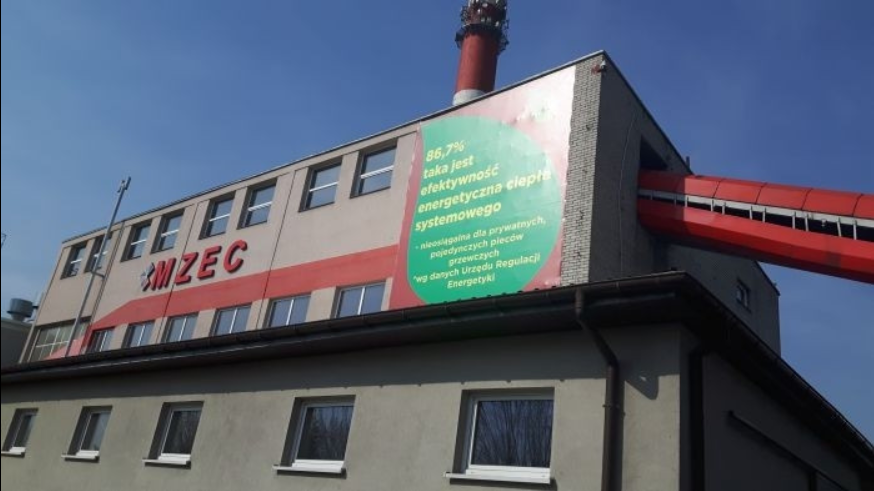 MZEC
86,7%
taka jest
efektywność
energetyczna ciepła
systemowego
- nieosiągalna dla prywatnych,
pojedynczych pieców
grzewczych
*wg danych Urzędu Regulacji
Energetyki